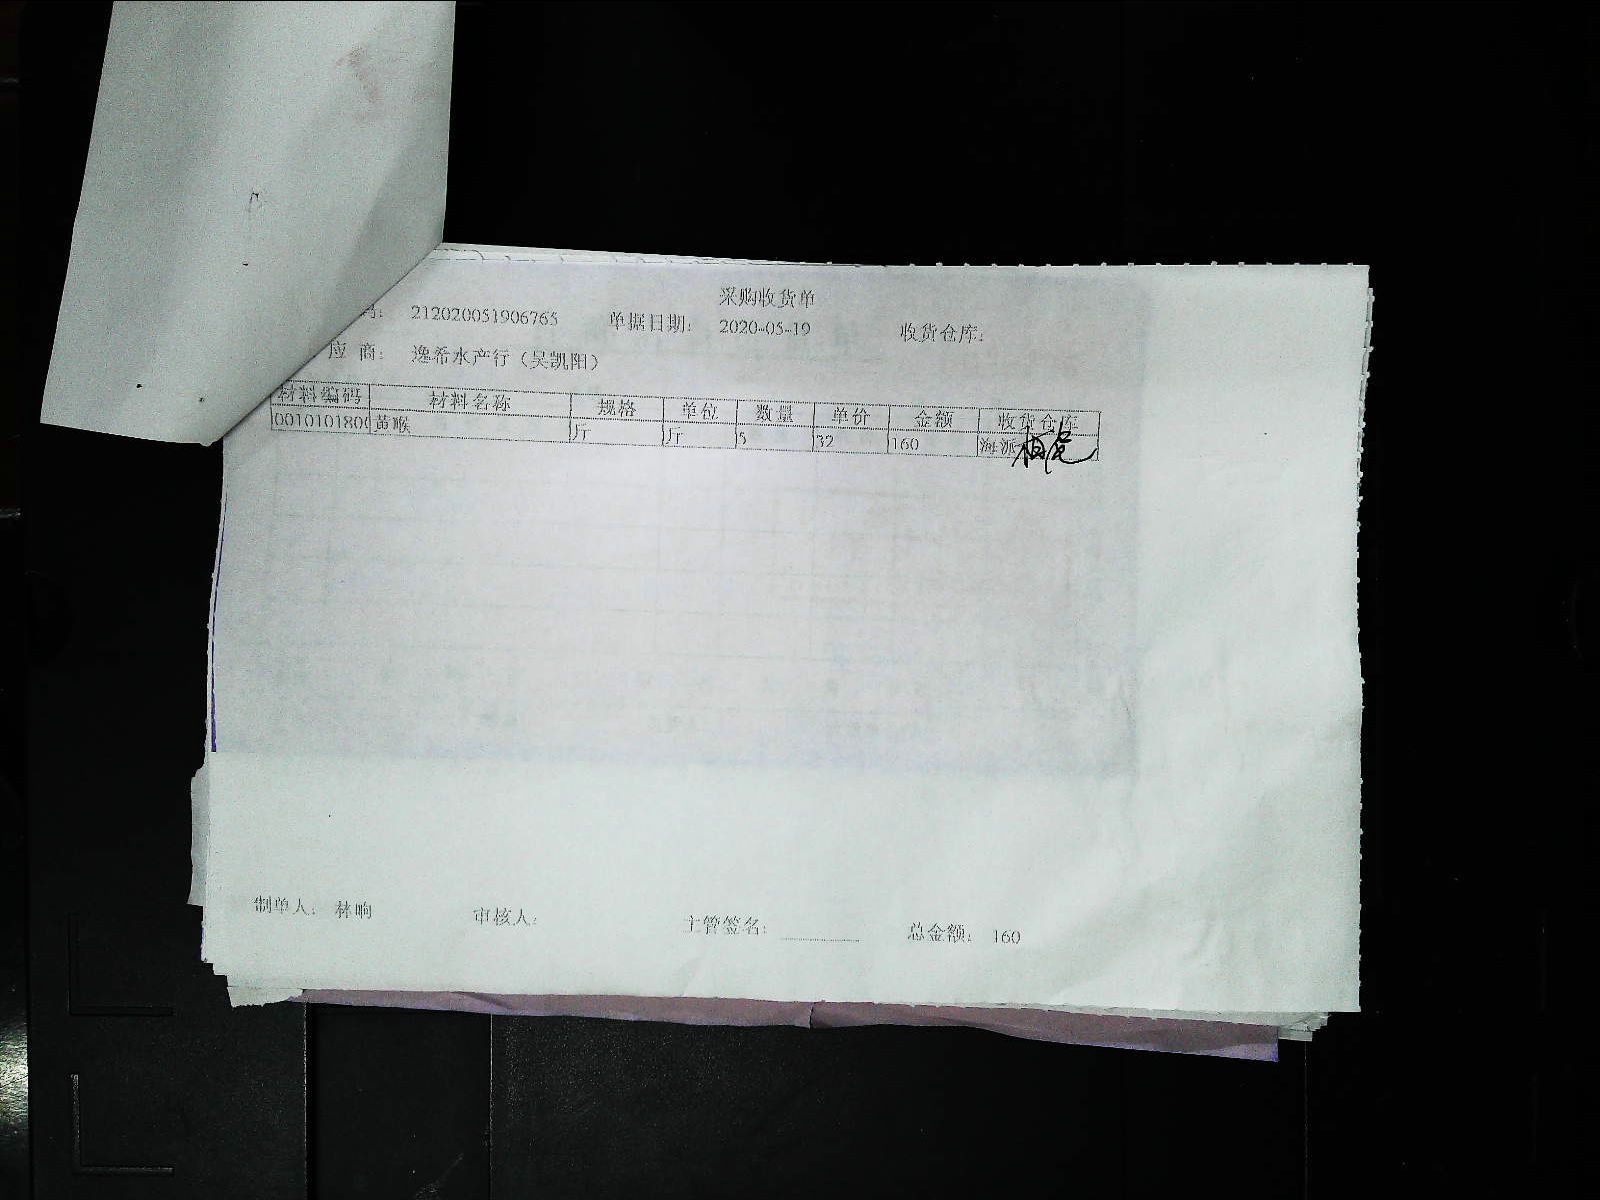 采购收货单
码: 212020051906765 单据日期: 2020-05-19 收货仓库:
应 商: 逸希水产行（吴凯阳）
材料编码 材料名称 规格 单位 数量 单价 金额 收货仓库
0010101800 黄喉 斤 斤 5 32 160 海派
制单人: 林响 审核人: 主管签名: 总金额: 160